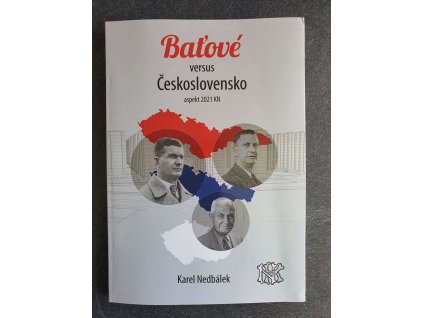 Baťové
versus
Československo
aspekt 2021 KN
Karel Nedbálek